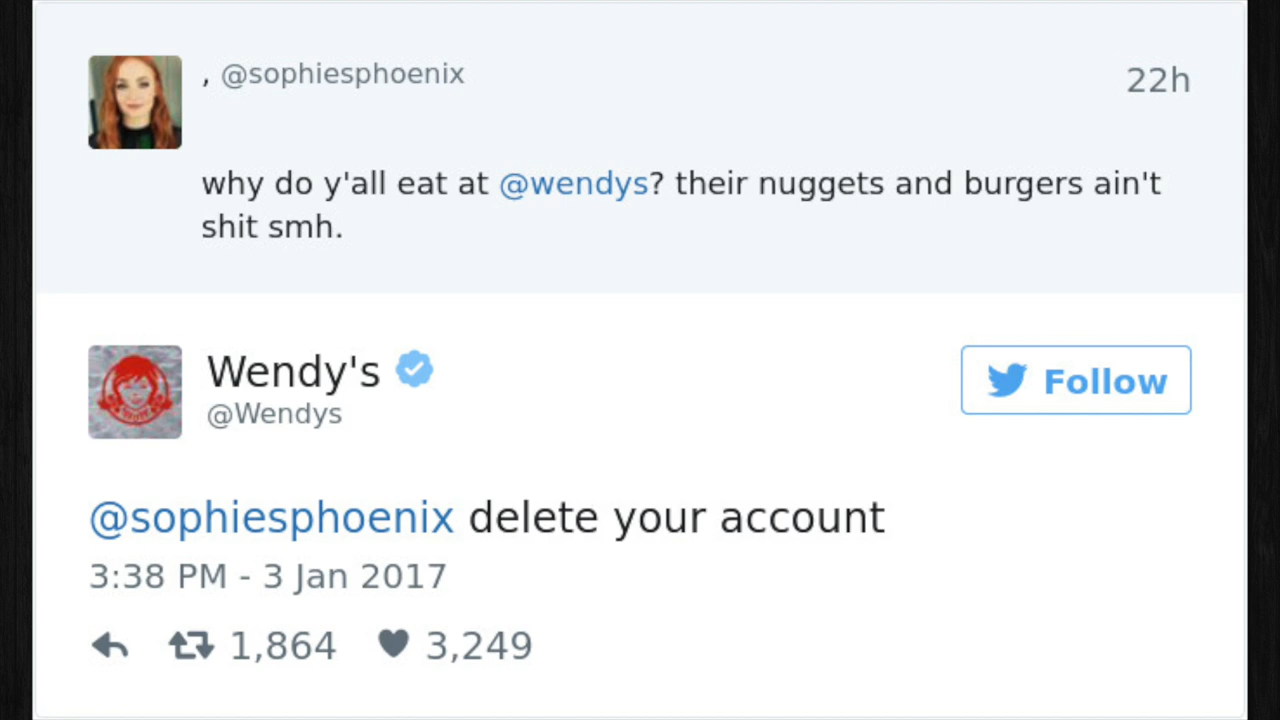 , @sophiesphoenix
22h
why do y'all eat at @wendys? their nuggets and burgers ain't
shit smh.
Wendy's
@Wendys
Follow
@sophiesphoenix delete your account
3:38 PM - 3 Jan 2017
1,864 3,249